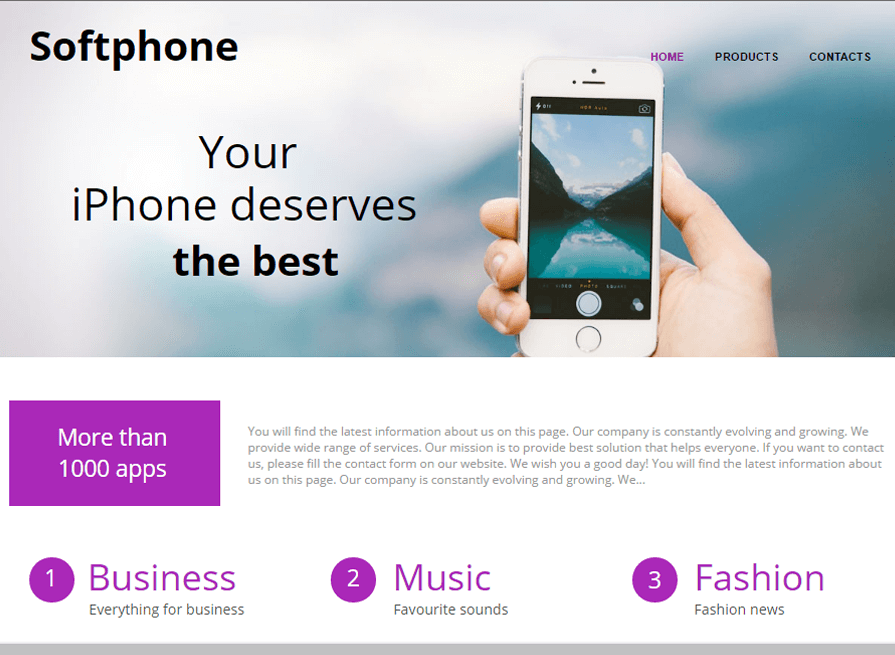 Softphone
HOME PRODUCTS CONTACTS
Your
iPhone deserves
the best
HDR Auto
VIDEO PHOTO SQUARE
More than
1000 apps
You will find the latest information about us on this page. Our company is constantly evolving and growing. We
provide wide range of services. Our mission is to provide best solution that helps everyone. If you want to contact
us, please fill the contact form on our website. We wish you a good day! You will find the latest information about
us on this page. Our company is constantly evolving and growing. We...
1 Business
Everything for business
2 Music
Favourite sounds
3 Fashion
Fashion news